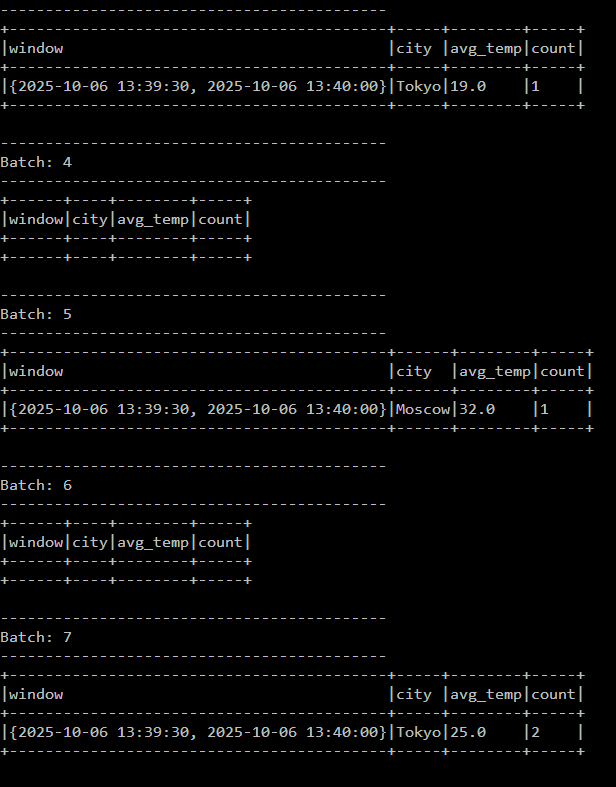 -------------------------------------------
+------------------------------------------+-----+--------+-----+
|window                                    |city |avg_temp|count|
+------------------------------------------+-----+--------+-----+
|{2025-10-06 13:39:30, 2025-10-06 13:40:00}|Tokyo|19.0    |1    |
+------------------------------------------+-----+--------+-----+

-------------------------------------------
Batch: 4
-------------------------------------------
+------+----+--------+-----+
|window|city|avg_temp|count|
+------+----+--------+-----+
+------+----+--------+-----+

-------------------------------------------
Batch: 5
-------------------------------------------
+------------------------------------------+------+--------+-----+
|window                                    |city  |avg_temp|count|
+------------------------------------------+------+--------+-----+
|{2025-10-06 13:39:30, 2025-10-06 13:40:00}|Moscow|32.0    |1    |
+------------------------------------------+------+--------+-----+

-------------------------------------------
Batch: 6
-------------------------------------------
+------+----+--------+-----+
|window|city|avg_temp|count|
+------+----+--------+-----+
+------+----+--------+-----+

-------------------------------------------
Batch: 7
-------------------------------------------
+------------------------------------------+-----+--------+-----+
|window                                    |city |avg_temp|count|
+------------------------------------------+-----+--------+-----+
|{2025-10-06 13:39:30, 2025-10-06 13:40:00}|Tokyo|25.0    |2    |
+------------------------------------------+-----+--------+-----+